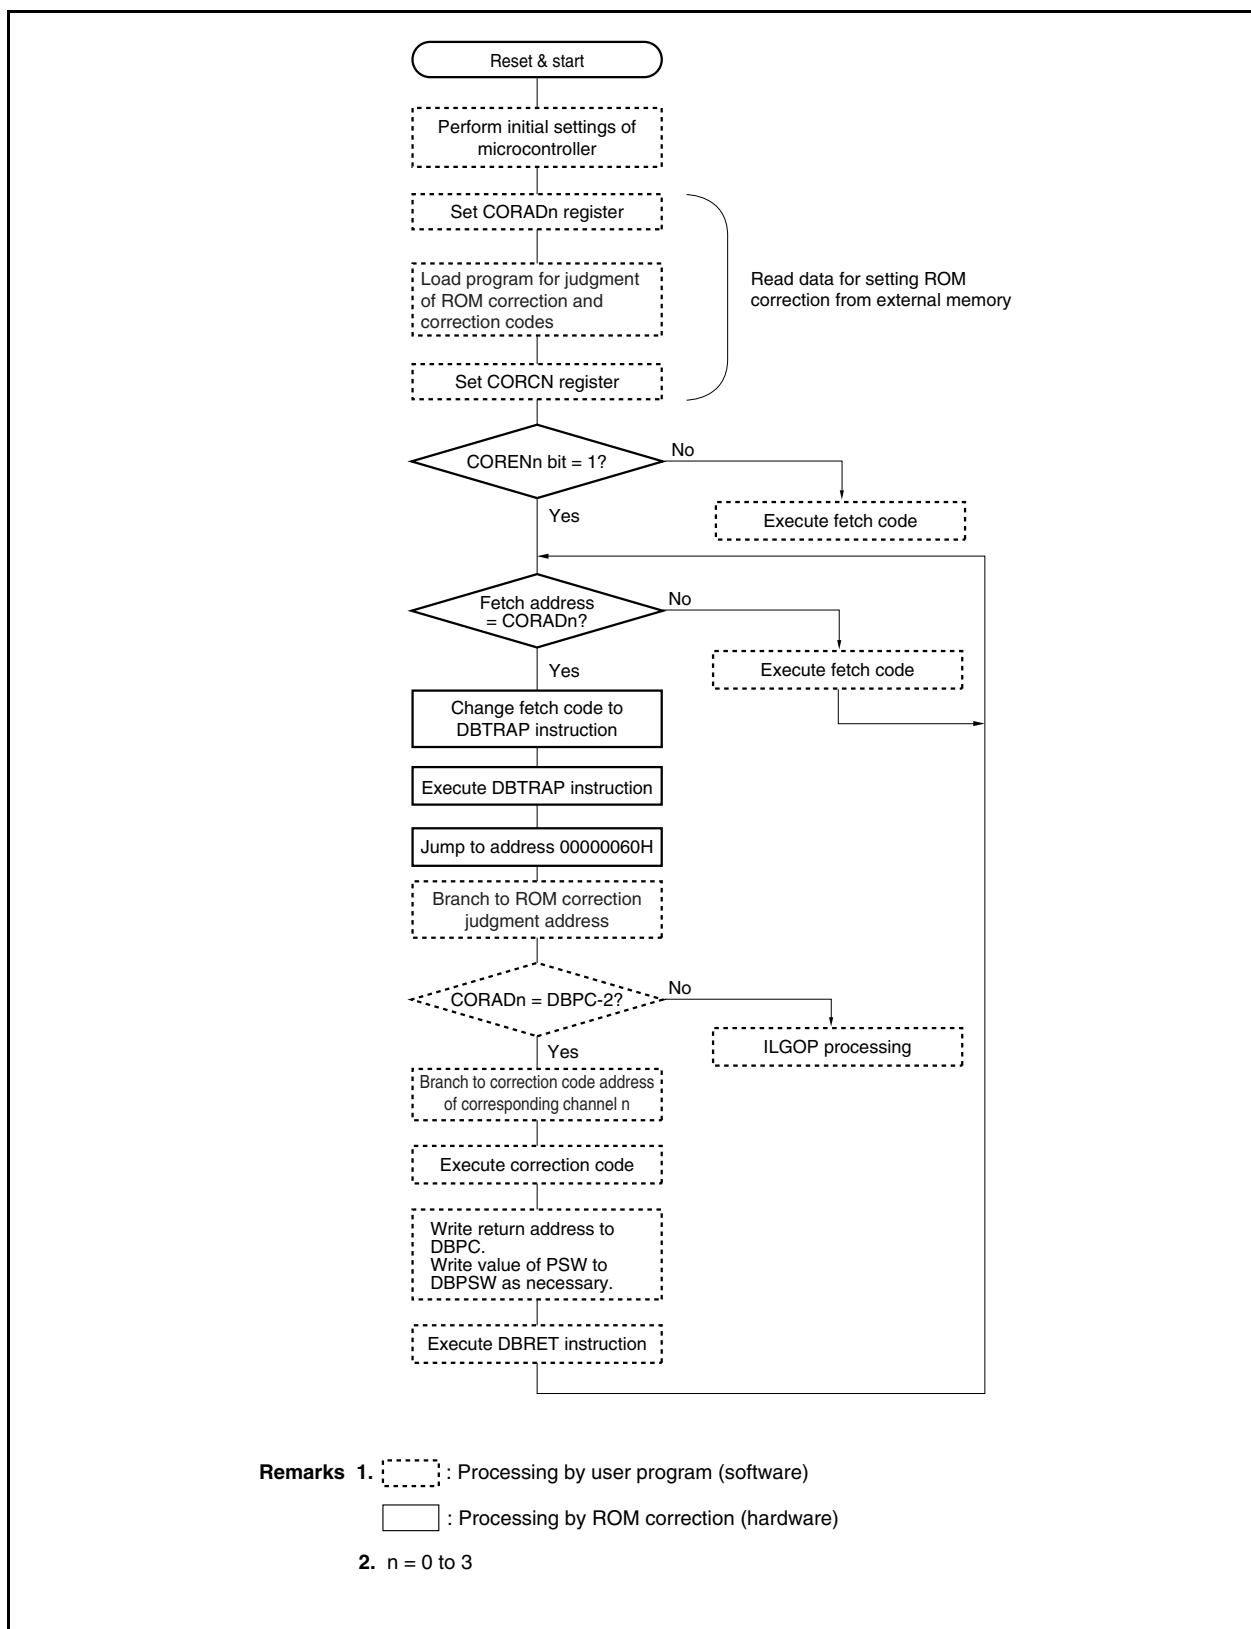 Reset & start
Perform initial settings of
microcontroller
Set CORADn register
Load program for judgment
of ROM correction and
correction codes
Read data for setting ROM
correction from external memory
Set CORCN register
CORENn bit = 1?
No
Yes
Execute fetch code
Fetch address
= CORADn?
No
Yes
Execute fetch code
Change fetch code to
DBTRAP instruction
Execute DBTRAP instruction
Jump to address 00000060H
Branch to ROM correction
judgment address
CORADn = DBPC-2?
No
Yes
ILGOP processing
Branch to correction code address
of corresponding channel n
Execute correction code
Write return address to
DBPC.
Write value of PSW to
DBPSW as necessary.
Execute DBRET instruction
Remarks 1. : Processing by user program (software)
: Processing by ROM correction (hardware)
2. n = 0 to 3